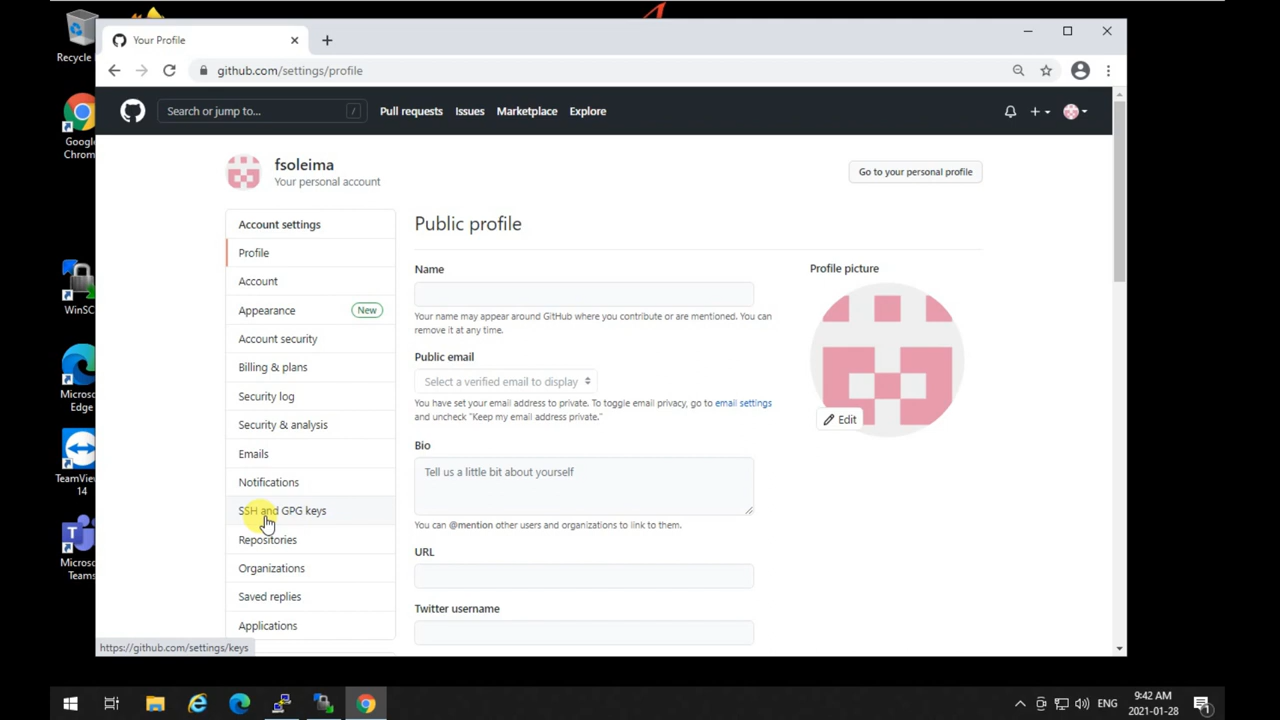 Recycle
Your Profile
github.com/settings/profile
Search or jump to...
/
Pull requests
Issues
Marketplace
Explore
Google
Chrom
fsoleima
Your personal account
Go to your personal profile
Account settings
Profile
Account
Appearance
New
Account security
Billing & plans
Security log
Security & analysis
Emails
Notifications
SSH and GPG keys
Repositories
Organizations
Saved replies
Applications
Public profile
Name
Your name may appear around GitHub where you contribute or are mentioned. You can
remove it at any time.
Public email
Select a verified email to display
You have set your email address to private. To toggle email privacy, go to email settings
and uncheck "Keep my email address private."
Bio
Tell us a little bit about yourself
You can @mention other users and organizations to link to them.
URL
Twitter username
Profile picture
Edit
WinSC
Micros
Edge
TeamV
14
Micros
Teams
https://github.com/settings/keys
ENG
9:42 AM
2021-01-28
1